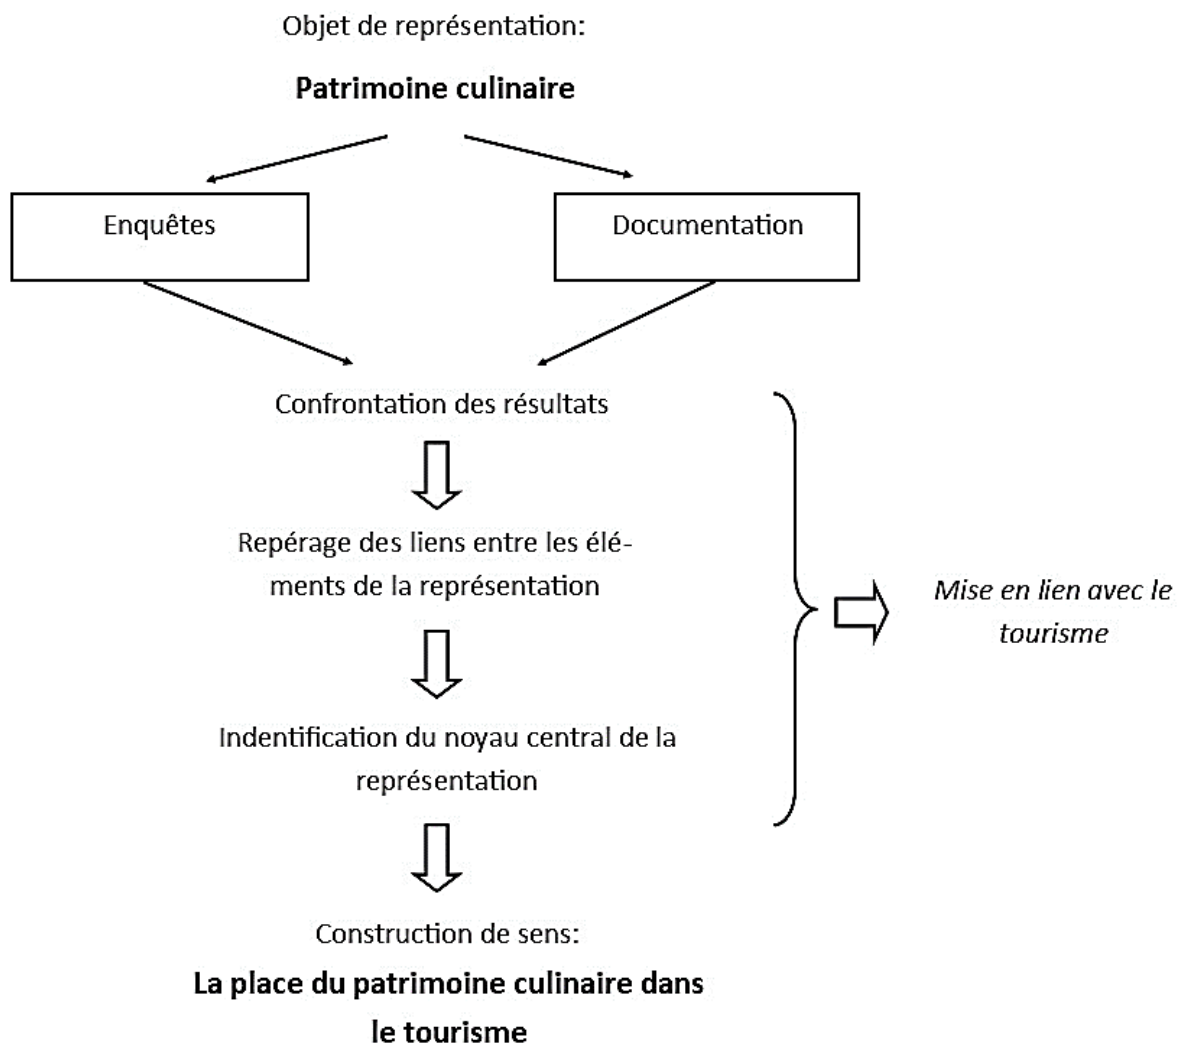 Objet de représentation:
Patrimoine culinaire
Enquêtes
Documentation
Confrontation des résultats
Repérage des liens entre les élé-
ments de la représentation
Mise en lien avec le
tourisme
Indentification du noyau central de la
représentation
Construction de sens:
La place du patrimoine culinaire dans
le tourisme